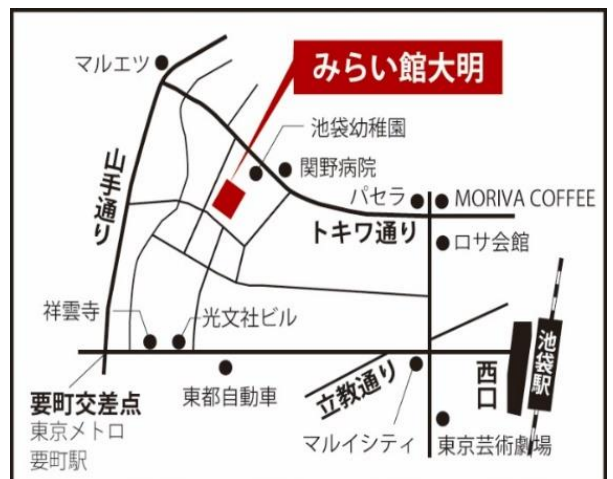 マルエツ
みらい館大明
池袋幼稚園
関野病院
山手通り
パセラ
MORIVA COFFEE
トキワ通り
ロサ会館
祥雲寺
光文社ビル
池袋駅
西口
要町交差点
東京メトロ
要町駅
東都自動車
立教通り
マルイシティ
東京芸術劇場